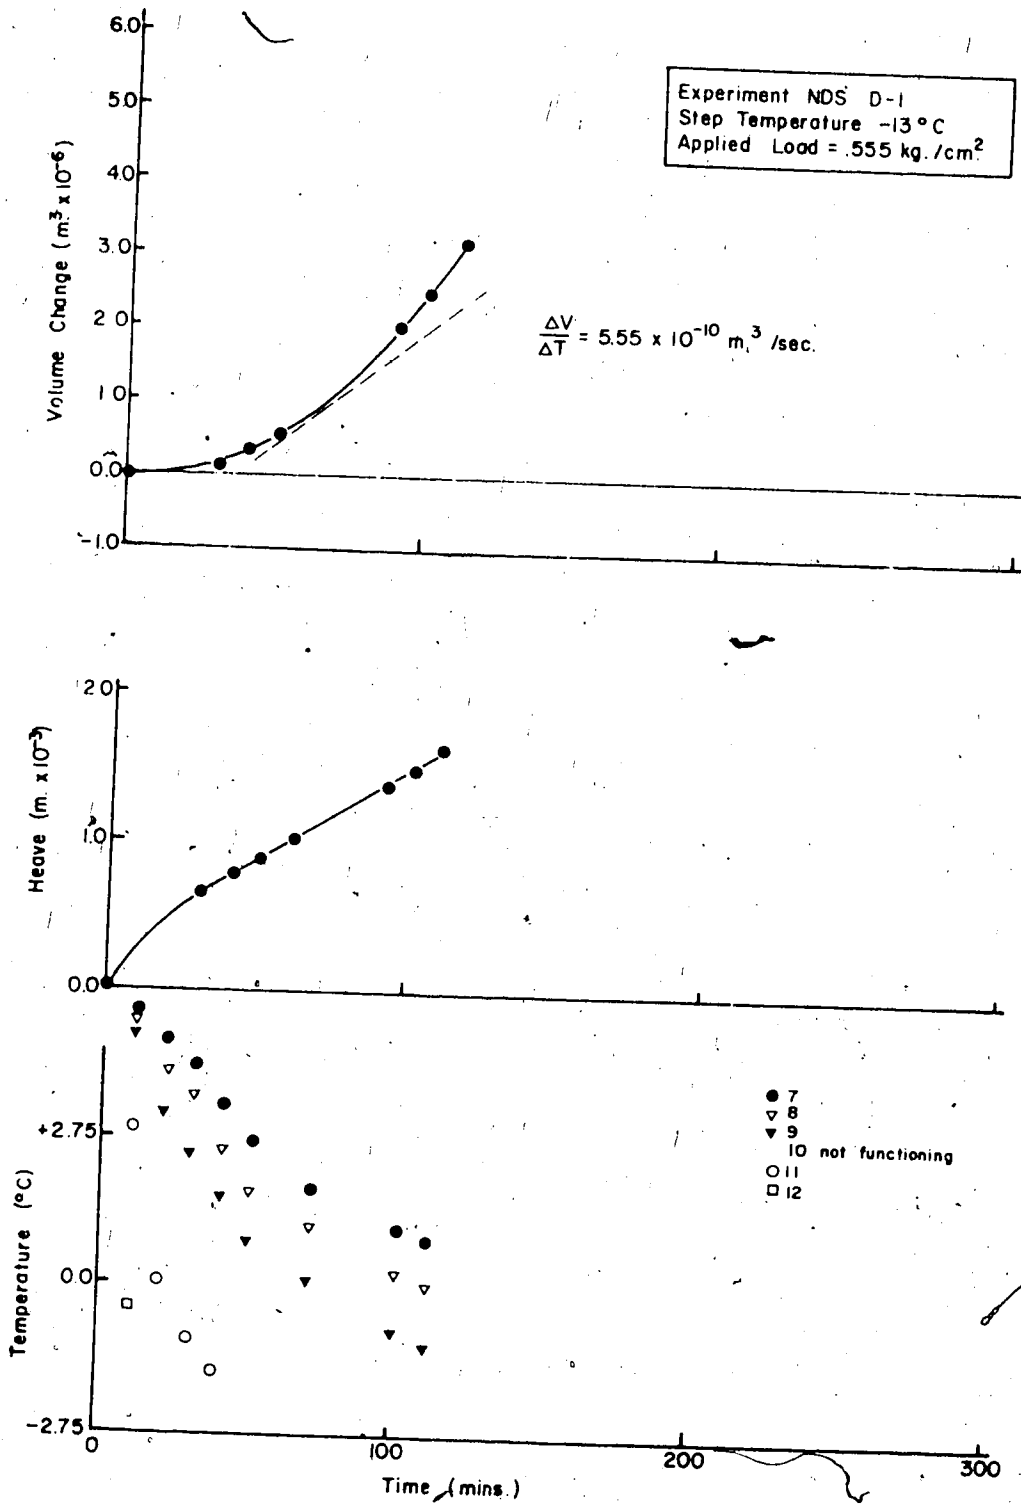 6.0
5.0
4.0
3.0
2.0
1.0
0.0
-1.0
Volume Change (m³ x 10⁻⁶)
Experiment NDS D-1
Step Temperature -13°C
Applied Load = .555 kg./cm²
ΔV/ΔT = 5.55 x 10⁻¹⁰ m.³/sec.
2.0
1.0
0.0
Heave (m. x10⁻³)
+2.75
0.0
-2.75
Temperature (°C)
● 7
▽ 8
▼ 9
10 not functioning
○ 11
□ 12
0 100 200 300
Time (mins.)